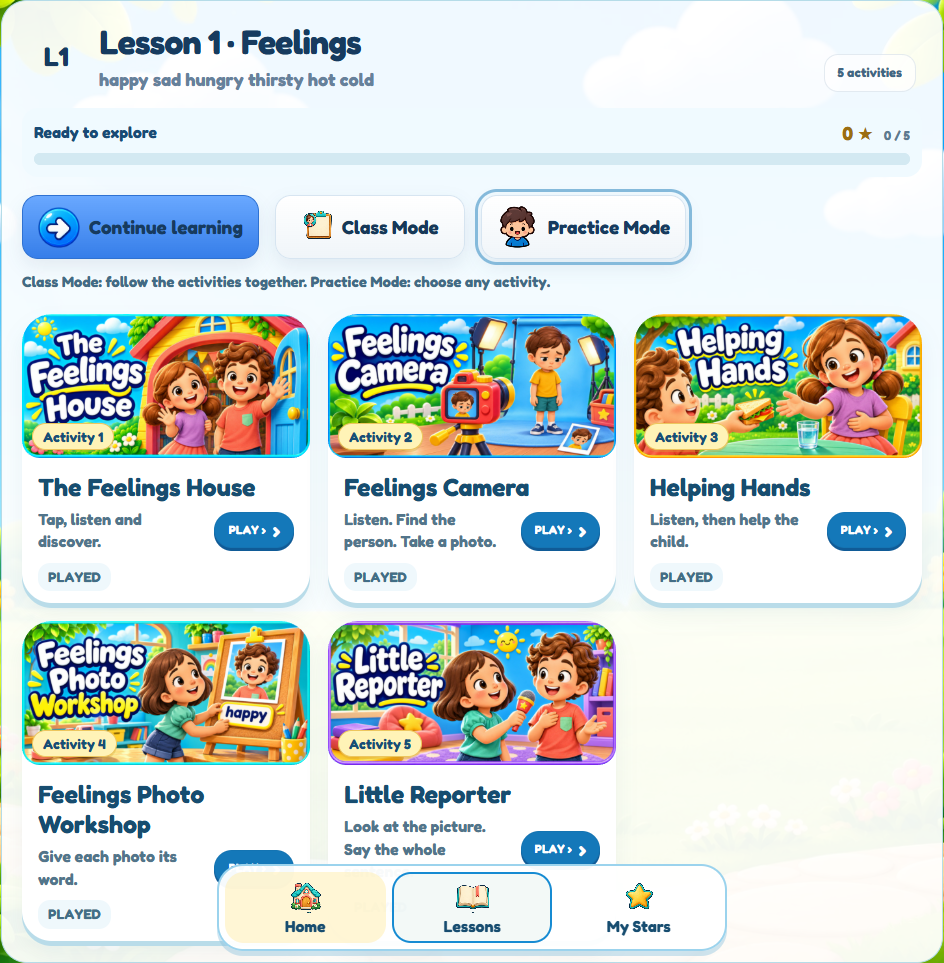 L1
Lesson 1 · Feelings
happy sad hungry thirsty hot cold
5 activities
Ready to explore
0 ★ 0 / 5
Continue learning
Class Mode
Practice Mode
Class Mode: follow the activities together. Practice Mode: choose any activity.
The
Feelings
House
Activity 1
Feelings
Camera
Activity 2
Helping
Hands
Activity 3
The Feelings House
Tap, listen and
discover.
PLAY › ›
PLAYED
Feelings Camera
Listen. Find the
person. Take a photo.
PLAY › ›
PLAYED
Helping Hands
Listen, then help the
child.
PLAY › ›
PLAYED
Feelings
Photo
Workshop
happy
Activity 4
Little
Reporter
Activity 5
Feelings Photo
Workshop
Give each photo its
word.
PLAYED
Little Reporter
Look at the picture.
Say the whole
PLAY › ›
Home
Lessons
My Stars